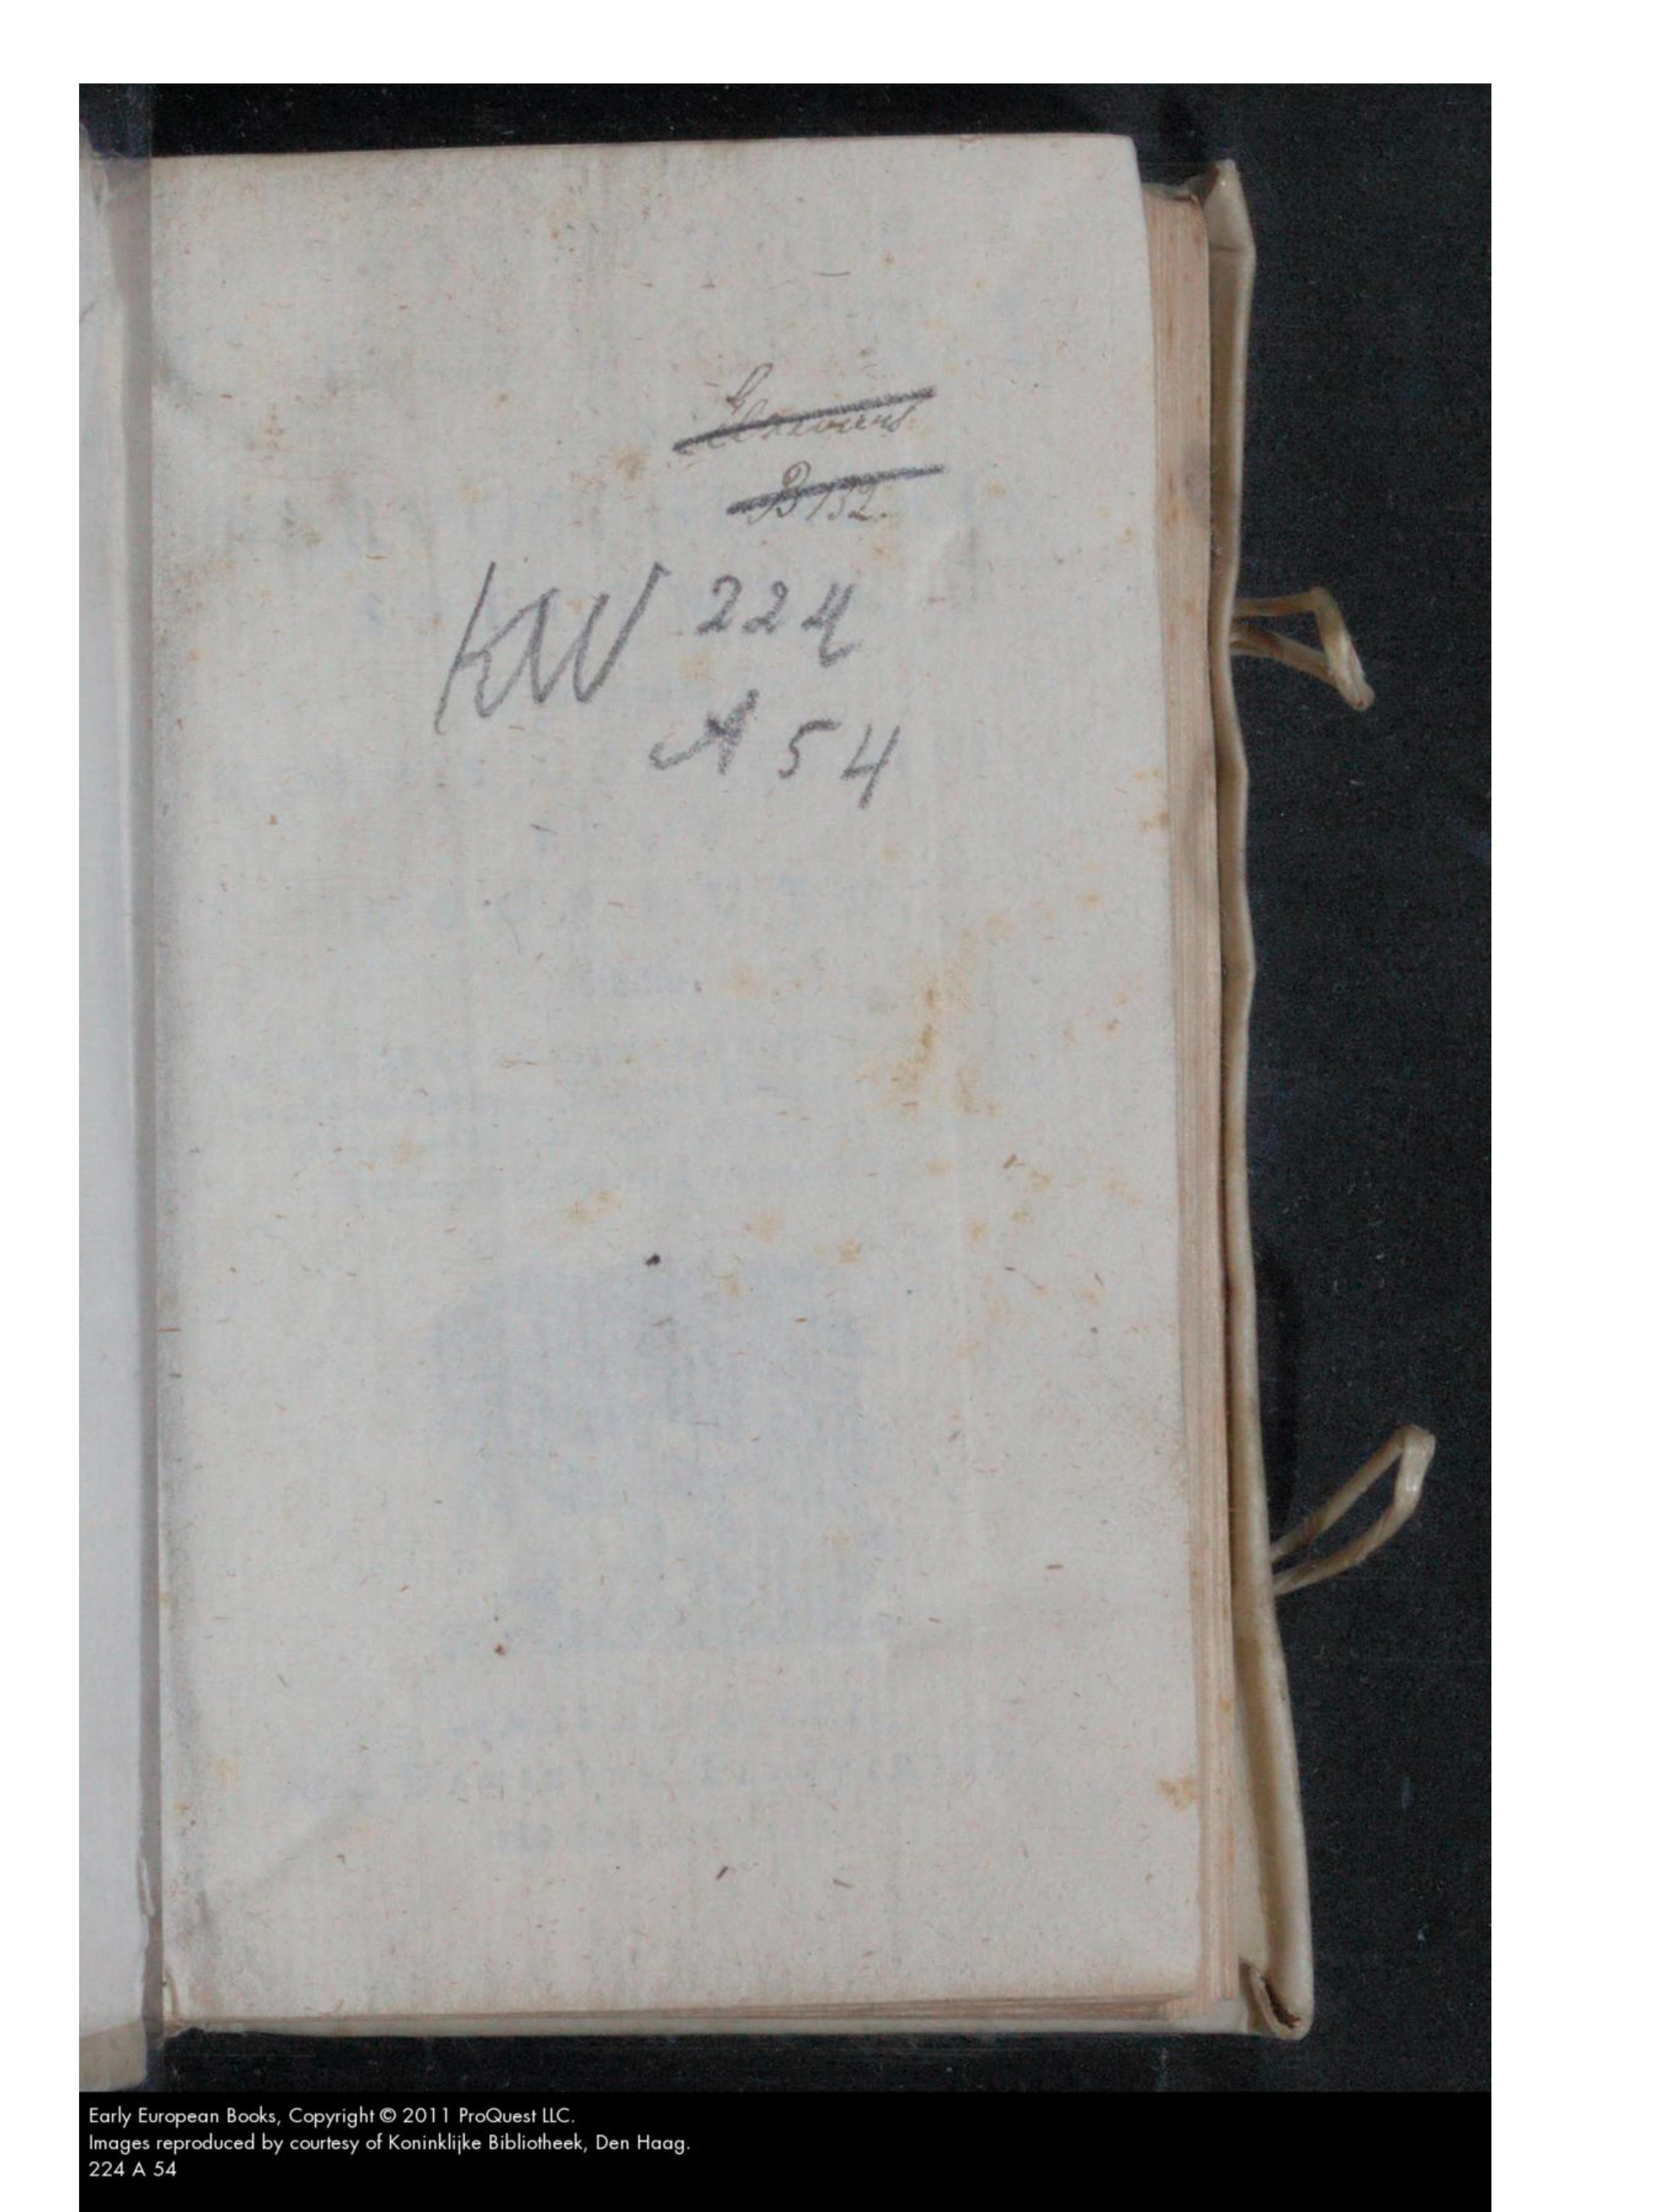 B 132.
KW 224
A 54
Early European Books, Copyright © 2011 ProQuest LLC.
Images reproduced by courtesy of Koninklijke Bibliotheek, Den Haag.
224 A 54